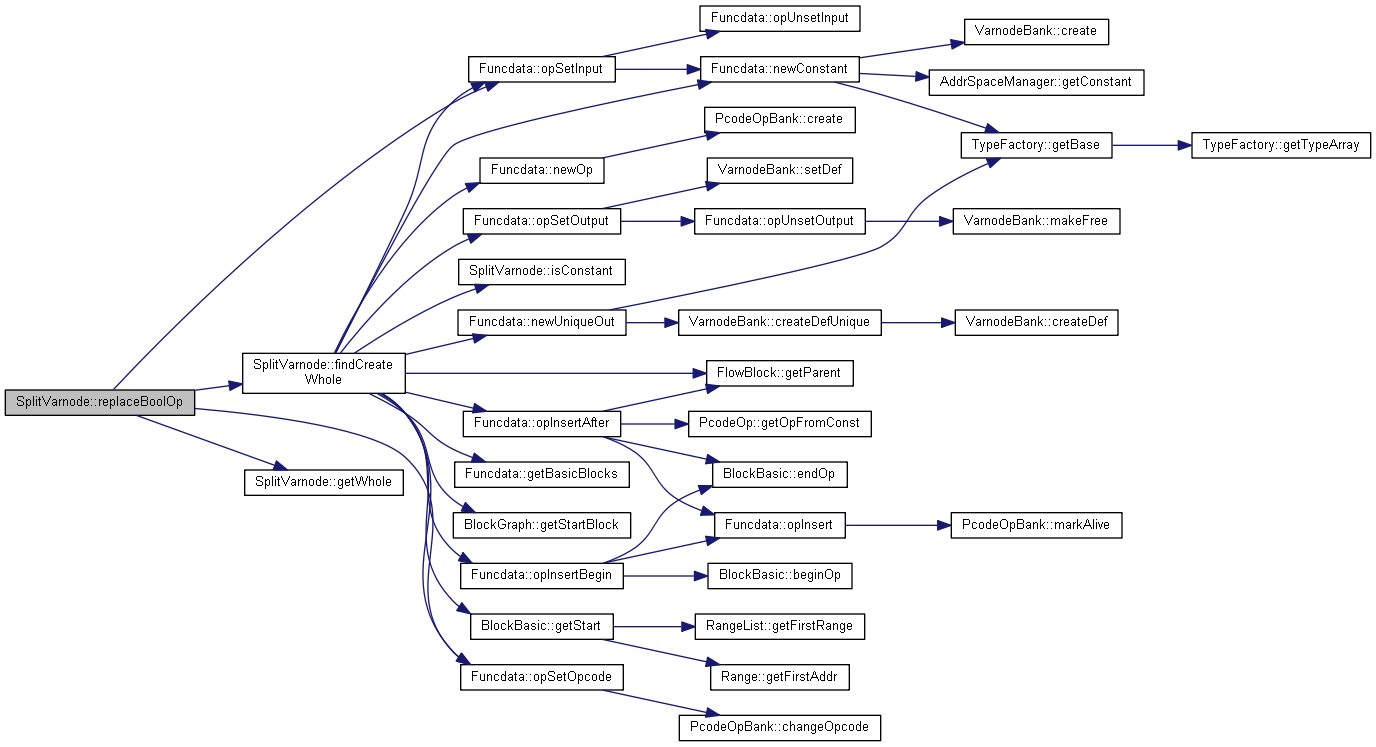 Funcdata::opUnsetInput
VarnodeBank::create
Funcdata::opSetInput
Funcdata::newConstant
AddrSpaceManager::getConstant
PcodeOpBank::create
TypeFactory::getBase
TypeFactory::getTypeArray
Funcdata::newOp
VarnodeBank::setDef
Funcdata::opSetOutput
Funcdata::opUnsetOutput
VarnodeBank::makeFree
SplitVarnode::isConstant
Funcdata::newUniqueOut
VarnodeBank::createDefUnique
VarnodeBank::createDef
SplitVarnode::findCreate
Whole
FlowBlock::getParent
SplitVarnode::replaceBoolOp
Funcdata::opInsertAfter
PcodeOp::getOpFromConst
Funcdata::getBasicBlocks
BlockBasic::endOp
SplitVarnode::getWhole
BlockGraph::getStartBlock
Funcdata::opInsert
PcodeOpBank::markAlive
Funcdata::opInsertBegin
BlockBasic::beginOp
BlockBasic::getStart
RangeList::getFirstRange
Funcdata::opSetOpcode
Range::getFirstAddr
PcodeOpBank::changeOpcode